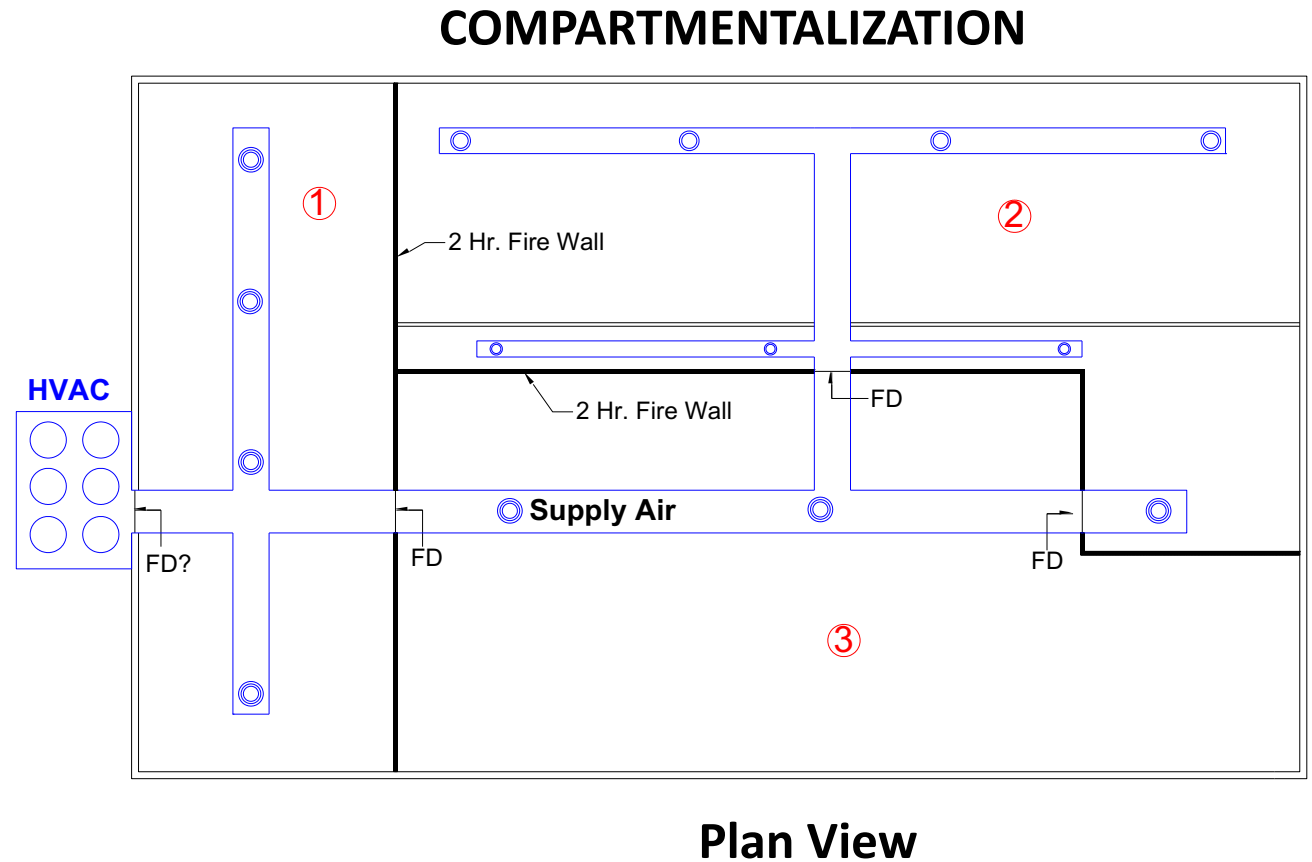 COMPARTMENTALIZATION
①
②
2 Hr. Fire Wall
HVAC
2 Hr. Fire Wall
FD
Supply Air
FD?
FD
FD
③
Plan View